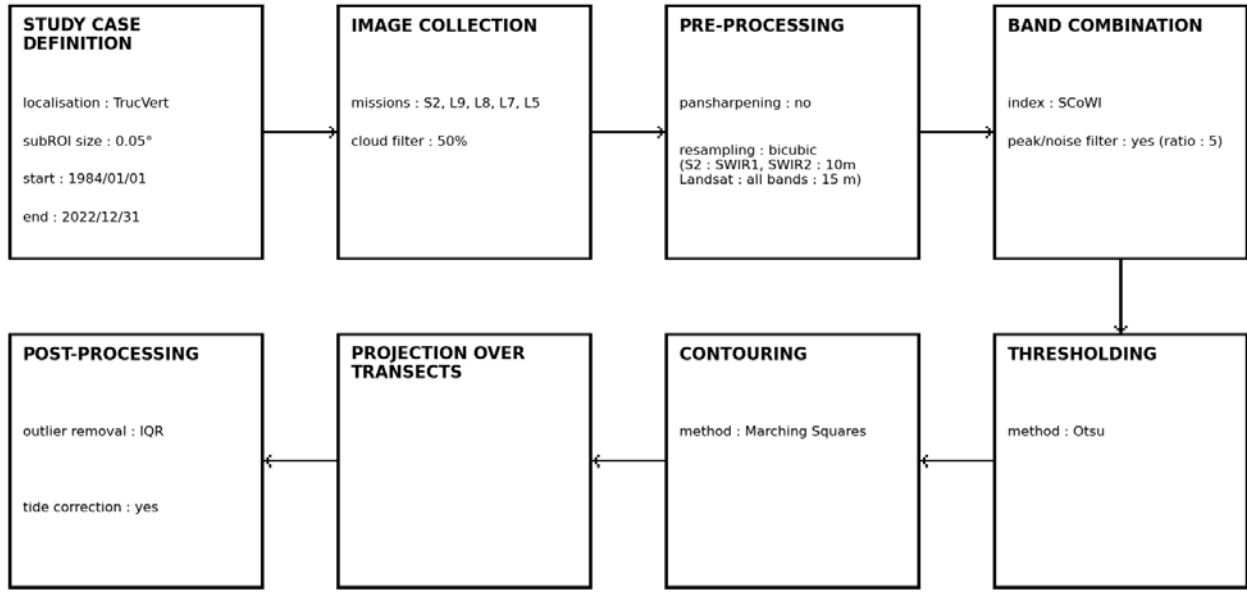 STUDY CASE
DEFINITION
localisation : TrucVert
subROI size : 0.05°
start : 1984/01/01
end : 2022/12/31
IMAGE COLLECTION
missions : S2, L9, L8, L7, L5
cloud filter : 50%
PRE-PROCESSING
pansharpening : no
resampling : bicubic
(S2 : SWIR1, SWIR2 : 10m
Landsat : all bands : 15 m)
BAND COMBINATION
index : SCoWI
peak/noise filter : yes (ratio : 5)
THRESHOLDING
method : Otsu
CONTOURING
method : Marching Squares
PROJECTION OVER
TRANSECTS
POST-PROCESSING
outlier removal : IQR
tide correction : yes